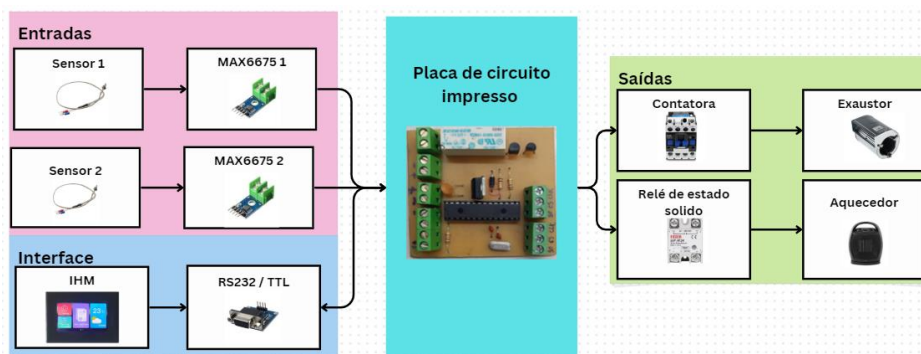 Entradas
Sensor 1
MAX6675 1
Sensor 2
MAX6675 2
Interface
IHM
RS232 / TTL
Placa de circuito
impresso
Saídas
Contatora
Exaustor
Relé de estado
solido
Aquecedor